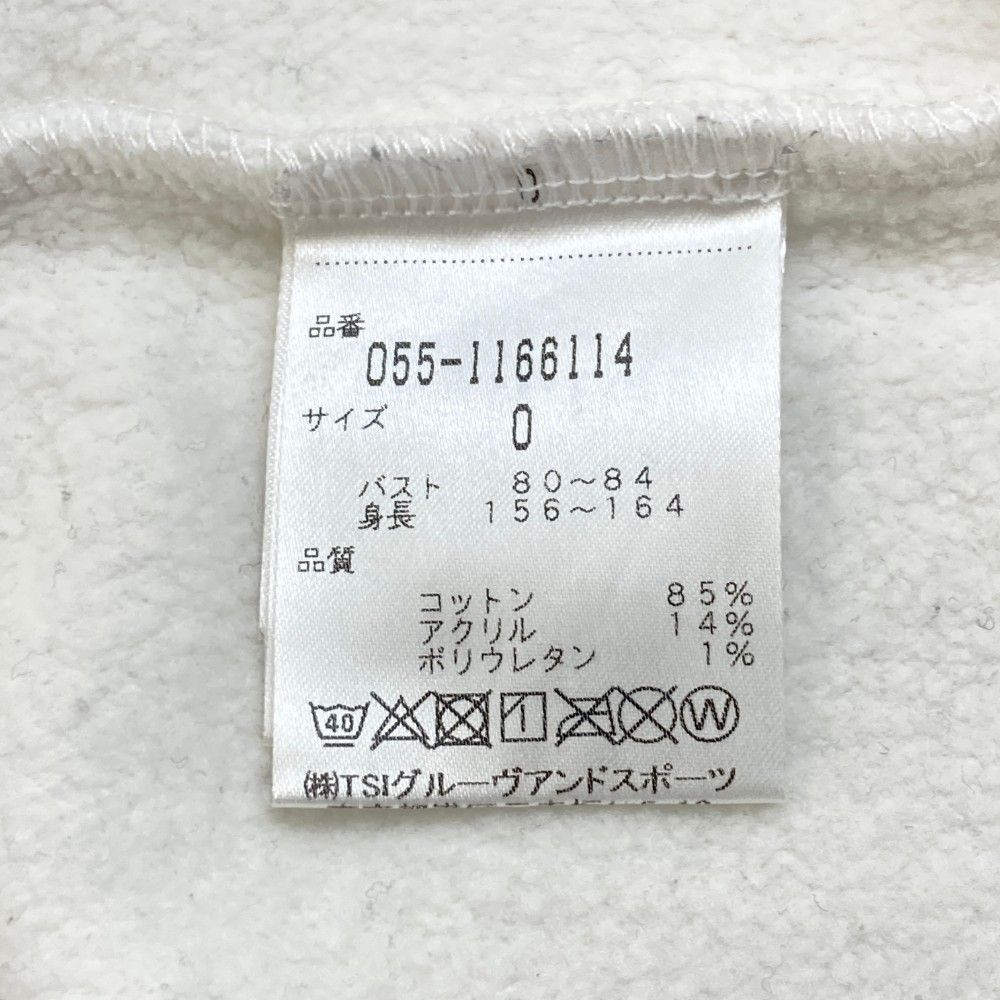 品番
055-1166114
サイズ 0
バスト 80～84
身長 156～164
品質
コットン 85%
アクリル 14%
ポリウレタン 1%
40 1 W
㈱TSIグルーヴアンドスポーツ